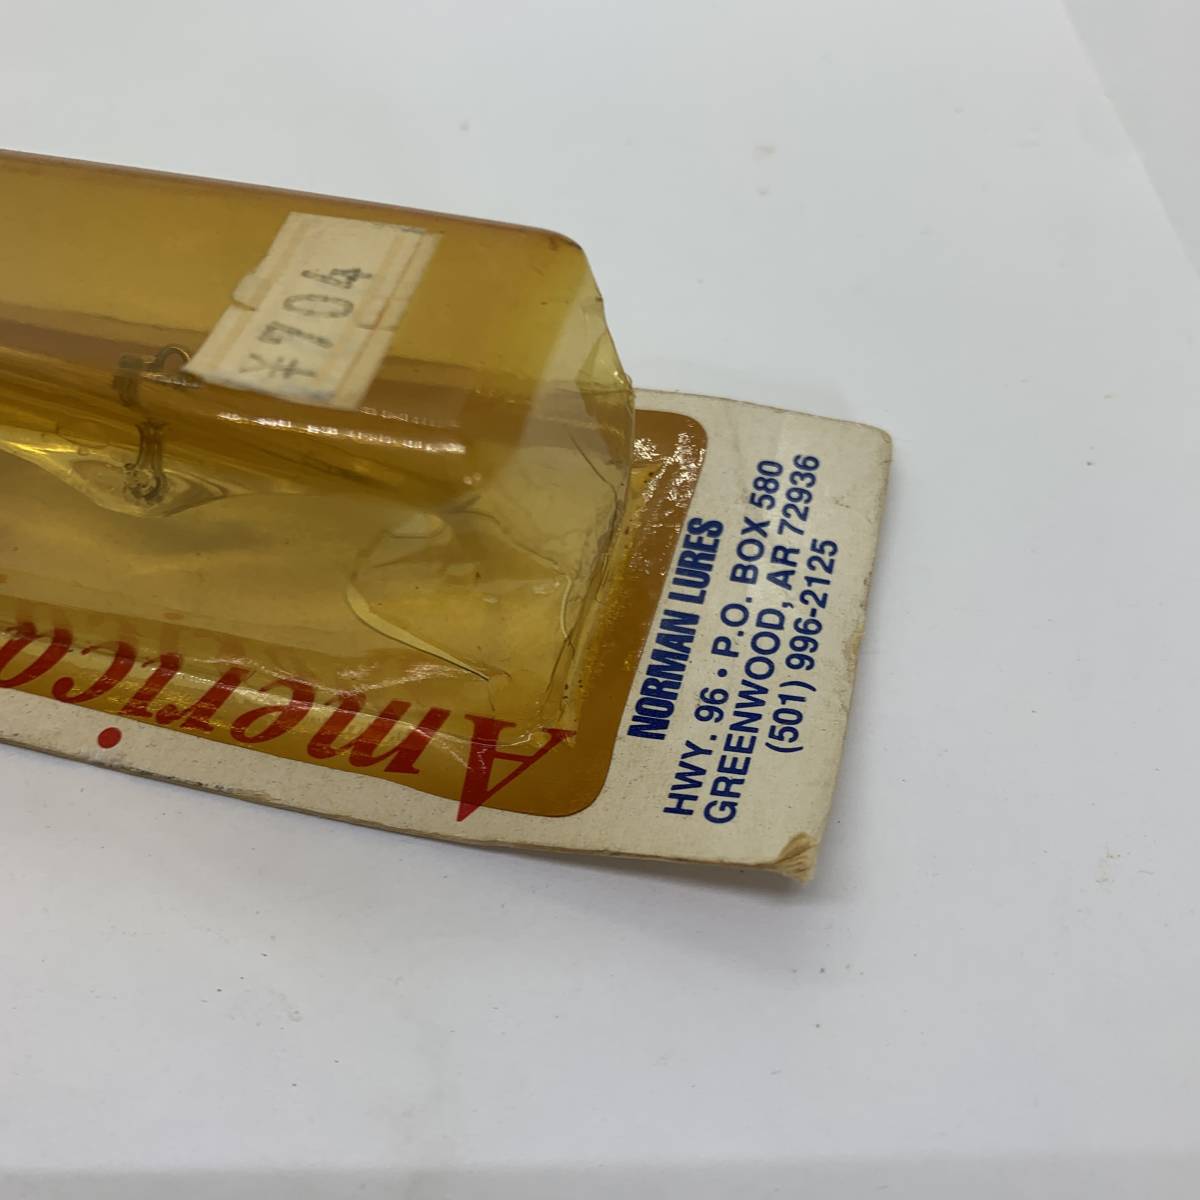 ¥704
America
NORMAN LURES
HWY. 96 • P.O. BOX 580
GREENWOOD, AR 72936
(501) 996-2125